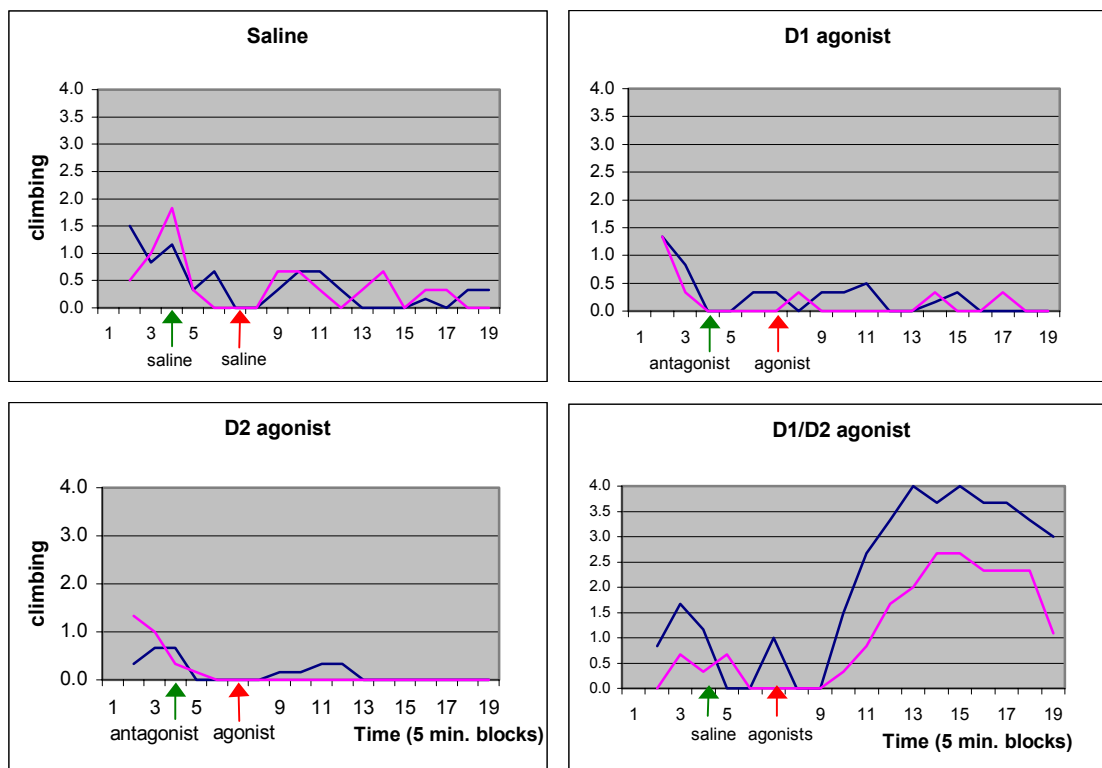 Saline
4.0
3.5
3.0
2.5
2.0
1.5
1.0
0.5
0.0
climbing
1 3 5 7 9 11 13 15 17 19
saline saline
D1 agonist
4.0
3.5
3.0
2.5
2.0
1.5
1.0
0.5
0.0
1 3 5 7 9 11 13 15 17 19
antagonist agonist
D2 agonist
4.0
3.0
2.0
1.0
0.0
climbing
1 3 5 7 9 11 13 15 17 19
antagonist agonist Time (5 min. blocks)
D1/D2 agonist
4.0
3.5
3.0
2.5
2.0
1.5
1.0
0.5
0.0
1 3 5 7 9 11 13 15 17 19
saline agonists Time (5 min. blocks)